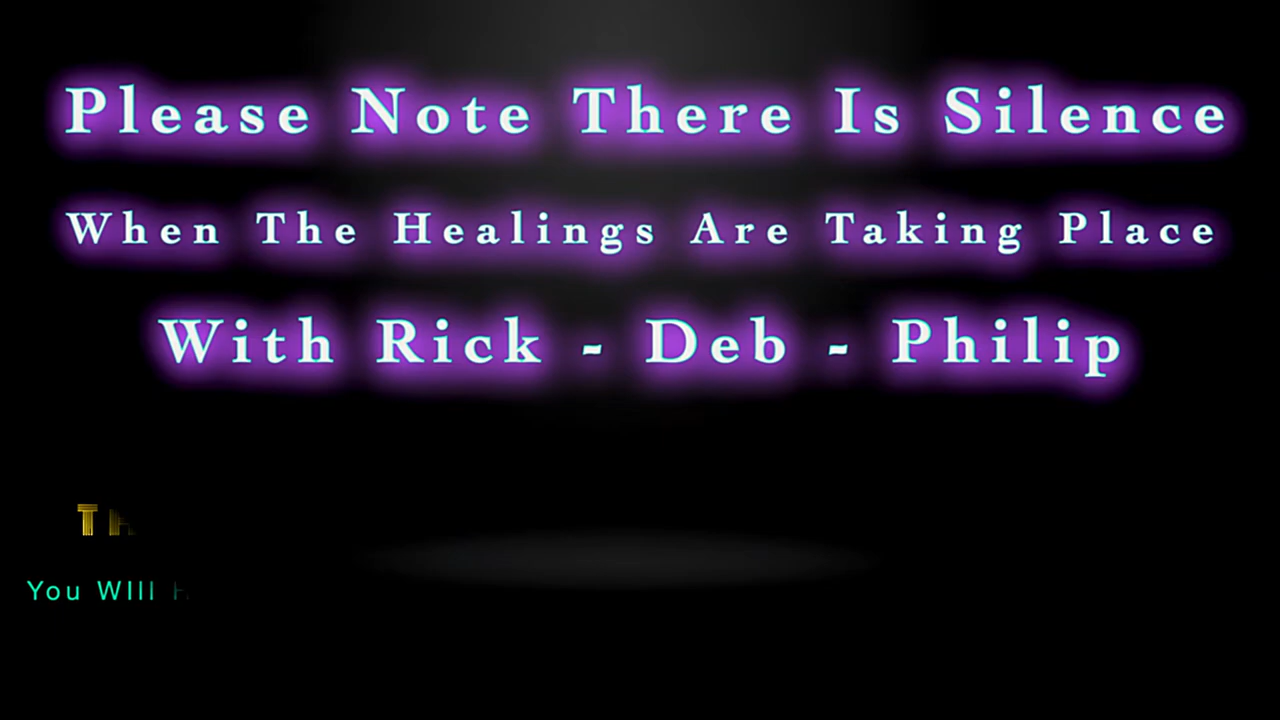 Please Note There Is Silence
When The Healings Are Taking Place
With Rick - Deb - Philip
You WIll